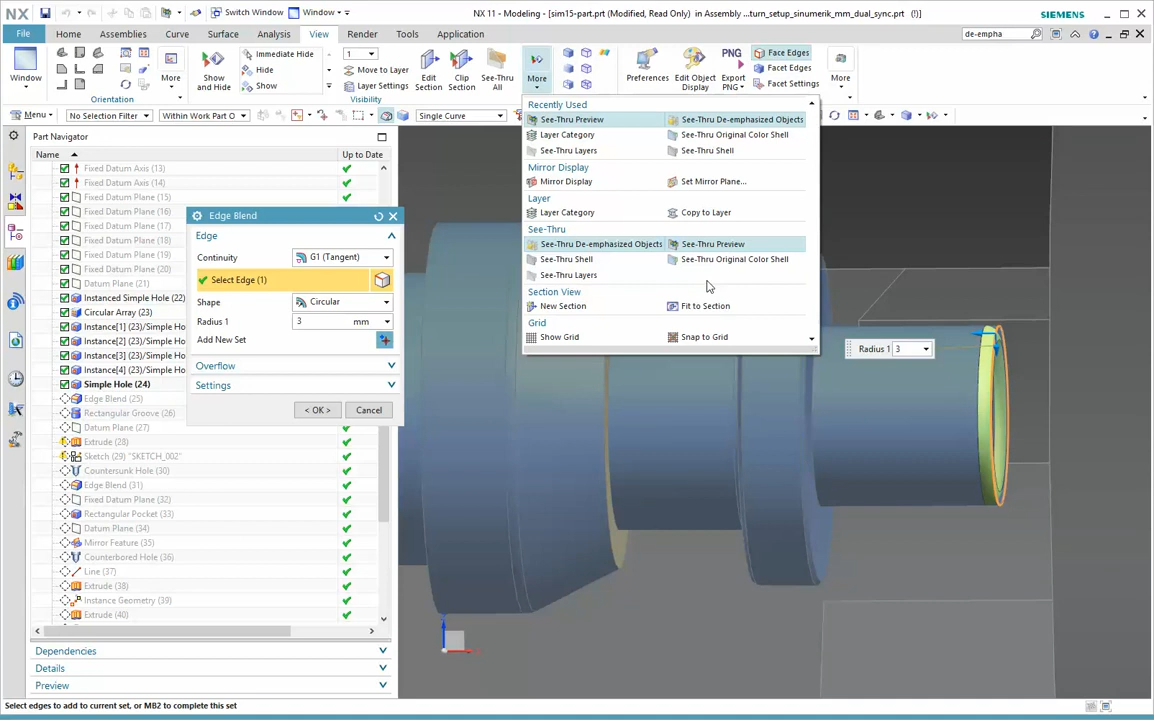 NX
Switch Window
Window
NX 11 - Modeling - [sim15-part.prt (Modified, Read Only) in Assembly ...turn_setup_sinumerik_mm_dual_sync.prt (!)]
SIEMENS
File
Home
Assemblies
Curve
Surface
Analysis
View
Render
Tools
Application
de-empha
Window
More
Orientation
Show and Hide
Immediate Hide
Hide
Show
1
Move to Layer
Layer Settings
Visibility
Edit Section
Clip Section
See-Thru All
More
Preferences
Edit Object Display
PNG
Export PNG
Face Edges
Facet Edges
Facet Settings
More
Menu
No Selection Filter
Within Work Part O
Single Curve
Part Navigator
Name
Up to Date
Fixed Datum Axis (13)
Fixed Datum Axis (14)
Fixed Datum Plane (15)
Fixed Datum Plane (16)
Fixed Datum Plane (17)
Fixed Datum Plane (18)
Fixed Datum Plane (19)
Fixed Datum Plane (20)
Datum Plane (21)
Instanced Simple Hole (22)
Circular Array (23)
Instance[1] (23)/Simple Ho
Instance[2] (23)/Simple Ho
Instance[3] (23)/Simple Ho
Instance[4] (23)/Simple Ho
Simple Hole (24)
Edge Blend (25)
Rectangular Groove (26)
Datum Plane (27)
Extrude (28)
Sketch (29) "SKETCH_002"
Countersunk Hole (30)
Edge Blend (31)
Fixed Datum Plane (32)
Rectangular Pocket (33)
Datum Plane (34)
Mirror Feature (35)
Counterbored Hole (36)
Line (37)
Extrude (38)
Instance Geometry (39)
Extrude (40)
Dependencies
Details
Preview
Edge Blend
Edge
Continuity
G1 (Tangent)
Select Edge (1)
Shape
Circular
Radius 1
3 mm
Add New Set
Overflow
Settings
< OK >
Cancel
Recently Used
See-Thru Preview
See-Thru De-emphasized Objects
Layer Category
See-Thru Original Color Shell
See-Thru Layers
See-Thru Shell
Mirror Display
Mirror Display
Set Mirror Plane...
Layer
Layer Category
Copy to Layer
See-Thru
See-Thru De-emphasized Objects
See-Thru Preview
See-Thru Shell
See-Thru Original Color Shell
See-Thru Layers
Section View
New Section
Fit to Section
Grid
Show Grid
Snap to Grid
Radius 1 3
Select edges to add to current set, or MB2 to complete this set